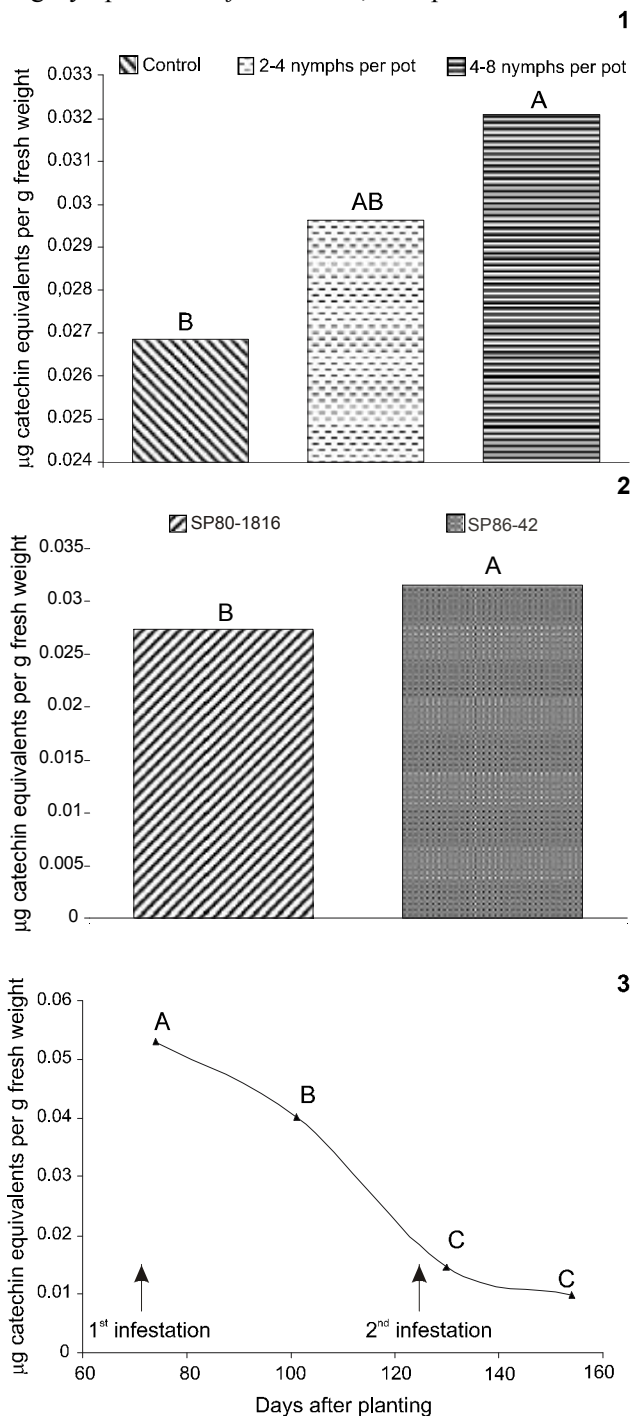 1
Control 2-4 nymphs per pot 4-8 nymphs per pot
µg catechin equivalents per g fresh weight
0.033
0.032
0.031
0.03
0.029
0,028
0.027
0.026
0.025
0.024
B
AB
A
2
SP80-1816 SP86-42
µg catechin equivalents per g fresh weight
0.035
0.03
0.025
0.02
0.015
0.01
0.005
0
B
A
3
µg catechin equivalents per g fresh weight
0.06
0.05
0.04
0.03
0.02
0.01
0
A
B
C
C
1st infestation 2nd infestation
60 80 100 120 140 160
Days after planting